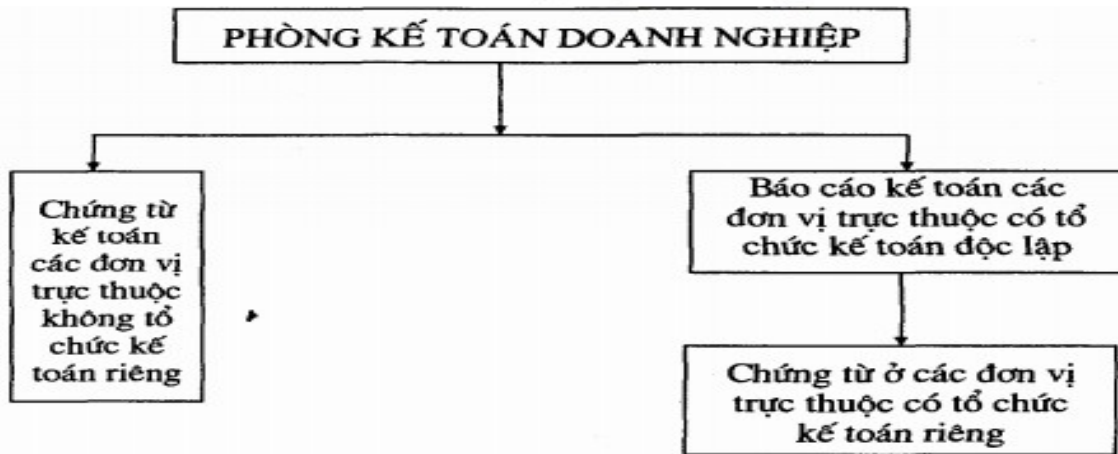 PHÒNG KẾ TOÁN DOANH NGHIỆP
Chứng từ
kế toán
các đơn vị
trực thuộc
không tổ
chức kế
toán riêng
Báo cáo kế toán các
đơn vị trực thuộc có tổ
chức kế toán độc lập
Chứng từ ở các đơn vị
trực thuộc có tổ chức
kế toán riêng